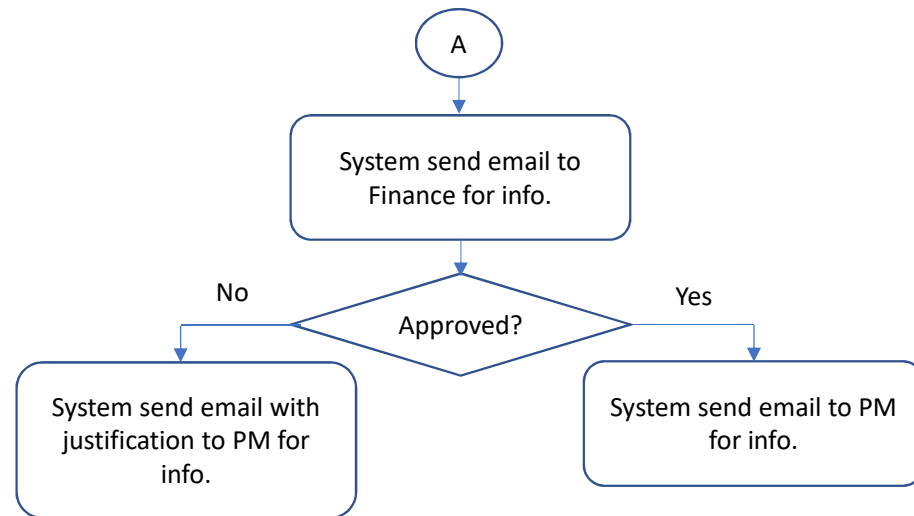 A
System send email to
Finance for info.
No
Yes
Approved?
System send email with
justification to PM for
info.
System send email to PM
for info.